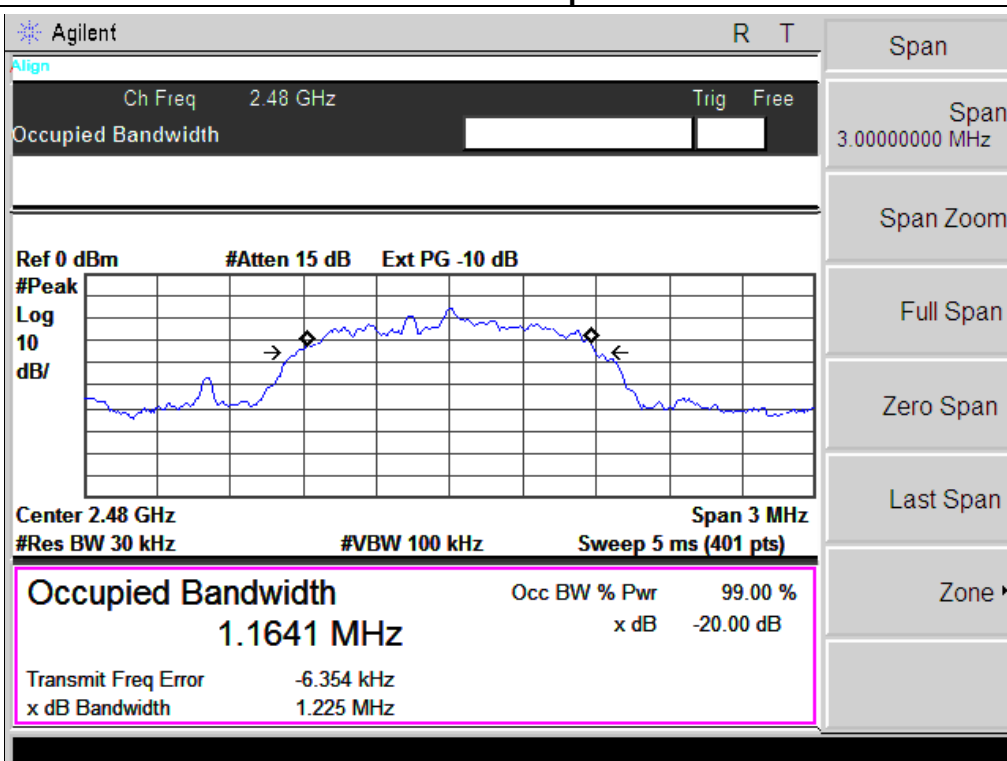 Agilent R T
Align
Ch Freq 2.48 GHz Trig Free
Occupied Bandwidth
Ref 0 dBm #Atten 15 dB Ext PG -10 dB
#Peak
Log
10
dB/
Center 2.48 GHz Span 3 MHz
#Res BW 30 kHz #VBW 100 kHz Sweep 5 ms (401 pts)
Occupied Bandwidth
1.1641 MHz
Occ BW % Pwr 99.00 %
x dB -20.00 dB
Transmit Freq Error -6.354 kHz
x dB Bandwidth 1.225 MHz
Span
Span
3.00000000 MHz
Span Zoom
Full Span
Zero Span
Last Span
Zone